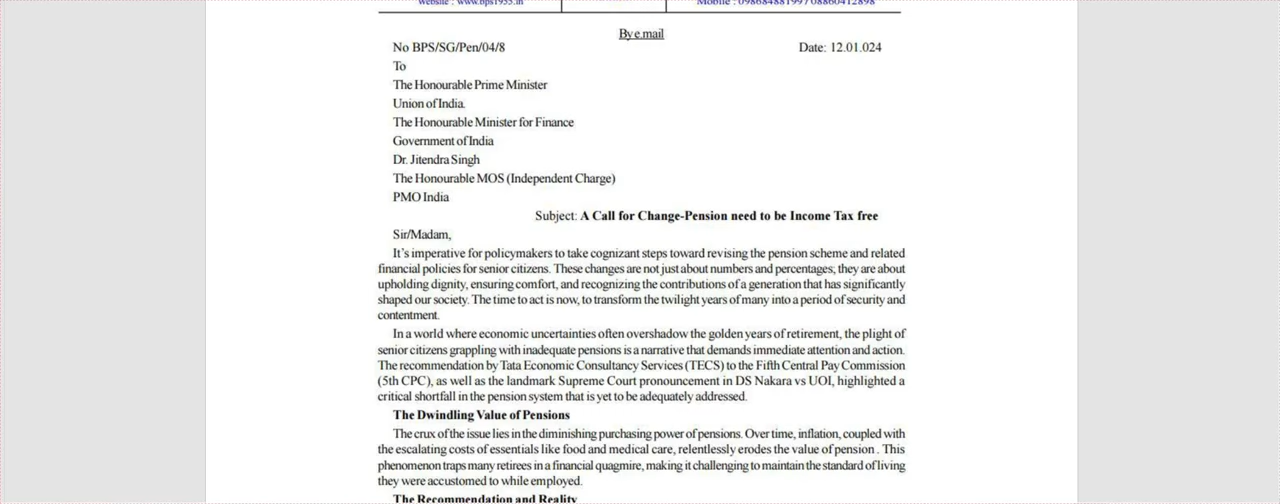 Website : www.bps1955.in Mobile : 09868488199 / 08860412898
By e.mail
No BPS/SG/Pen/04/8 Date: 12.01.024
To
The Honourable Prime Minister
Union of India.
The Honourable Minister for Finance
Government of India
Dr. Jitendra Singh
The Honourable MOS (Independent Charge)
PMO India
Subject: A Call for Change-Pension need to be Income Tax free
Sir/Madam,
It's imperative for policymakers to take cognizant steps toward revising the pension scheme and related
financial policies for senior citizens. These changes are not just about numbers and percentages; they are about
upholding dignity, ensuring comfort, and recognizing the contributions of a generation that has significantly
shaped our society. The time to act is now, to transform the twilight years of many into a period of security and
contentment.
In a world where economic uncertainties often overshadow the golden years of retirement, the plight of
senior citizens grappling with inadequate pensions is a narrative that demands immediate attention and action.
The recommendation by Tata Economic Consultancy Services (TECS) to the Fifth Central Pay Commission
(5th CPC), as well as the landmark Supreme Court pronouncement in DS Nakara vs UOI, highlighted a
critical shortfall in the pension system that is yet to be adequately addressed.
The Dwindling Value of Pensions
The crux of the issue lies in the diminishing purchasing power of pensions. Over time, inflation, coupled with
the escalating costs of essentials like food and medical care, relentlessly erodes the value of pension . This
phenomenon traps many retirees in a financial quagmire, making it challenging to maintain the standard of living
they were accustomed to while employed.
The Recommendation and Reality